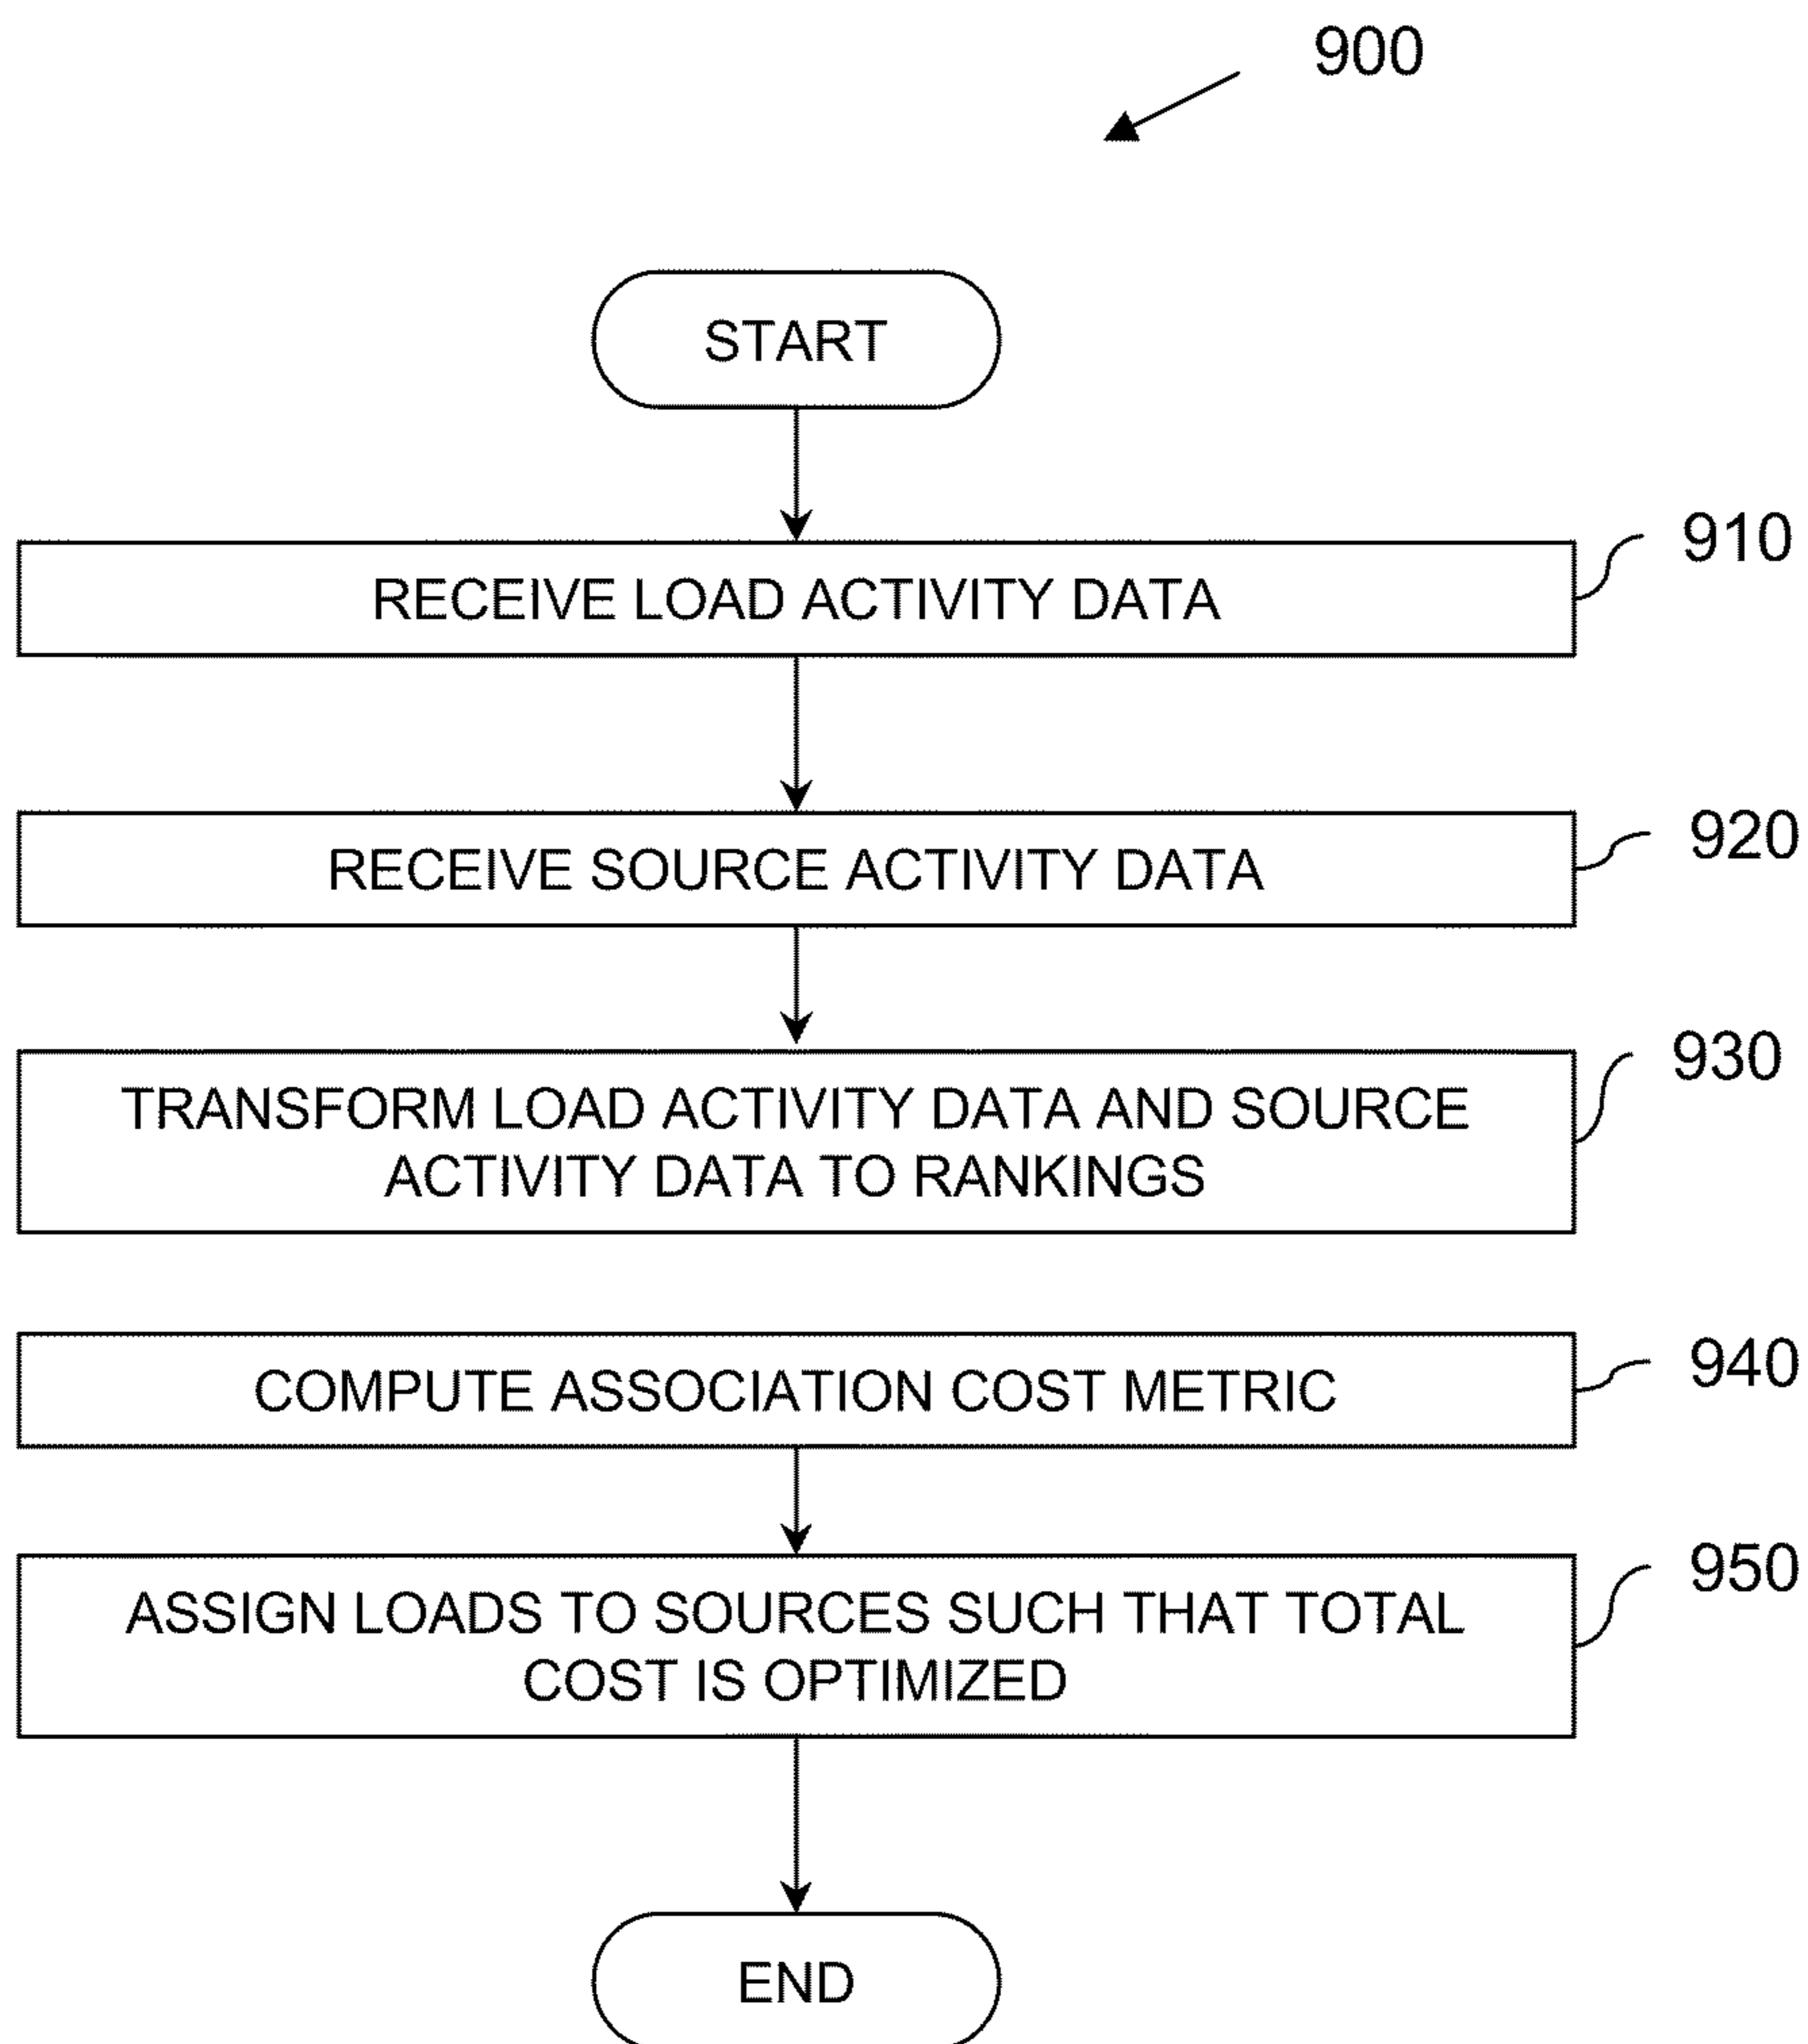 900
START
910
RECEIVE LOAD ACTIVITY DATA
920
RECEIVE SOURCE ACTIVITY DATA
930
TRANSFORM LOAD ACTIVITY DATA AND SOURCE
ACTIVITY DATA TO RANKINGS
940
COMPUTE ASSOCIATION COST METRIC
950
ASSIGN LOADS TO SOURCES SUCH THAT TOTAL
COST IS OPTIMIZED
END